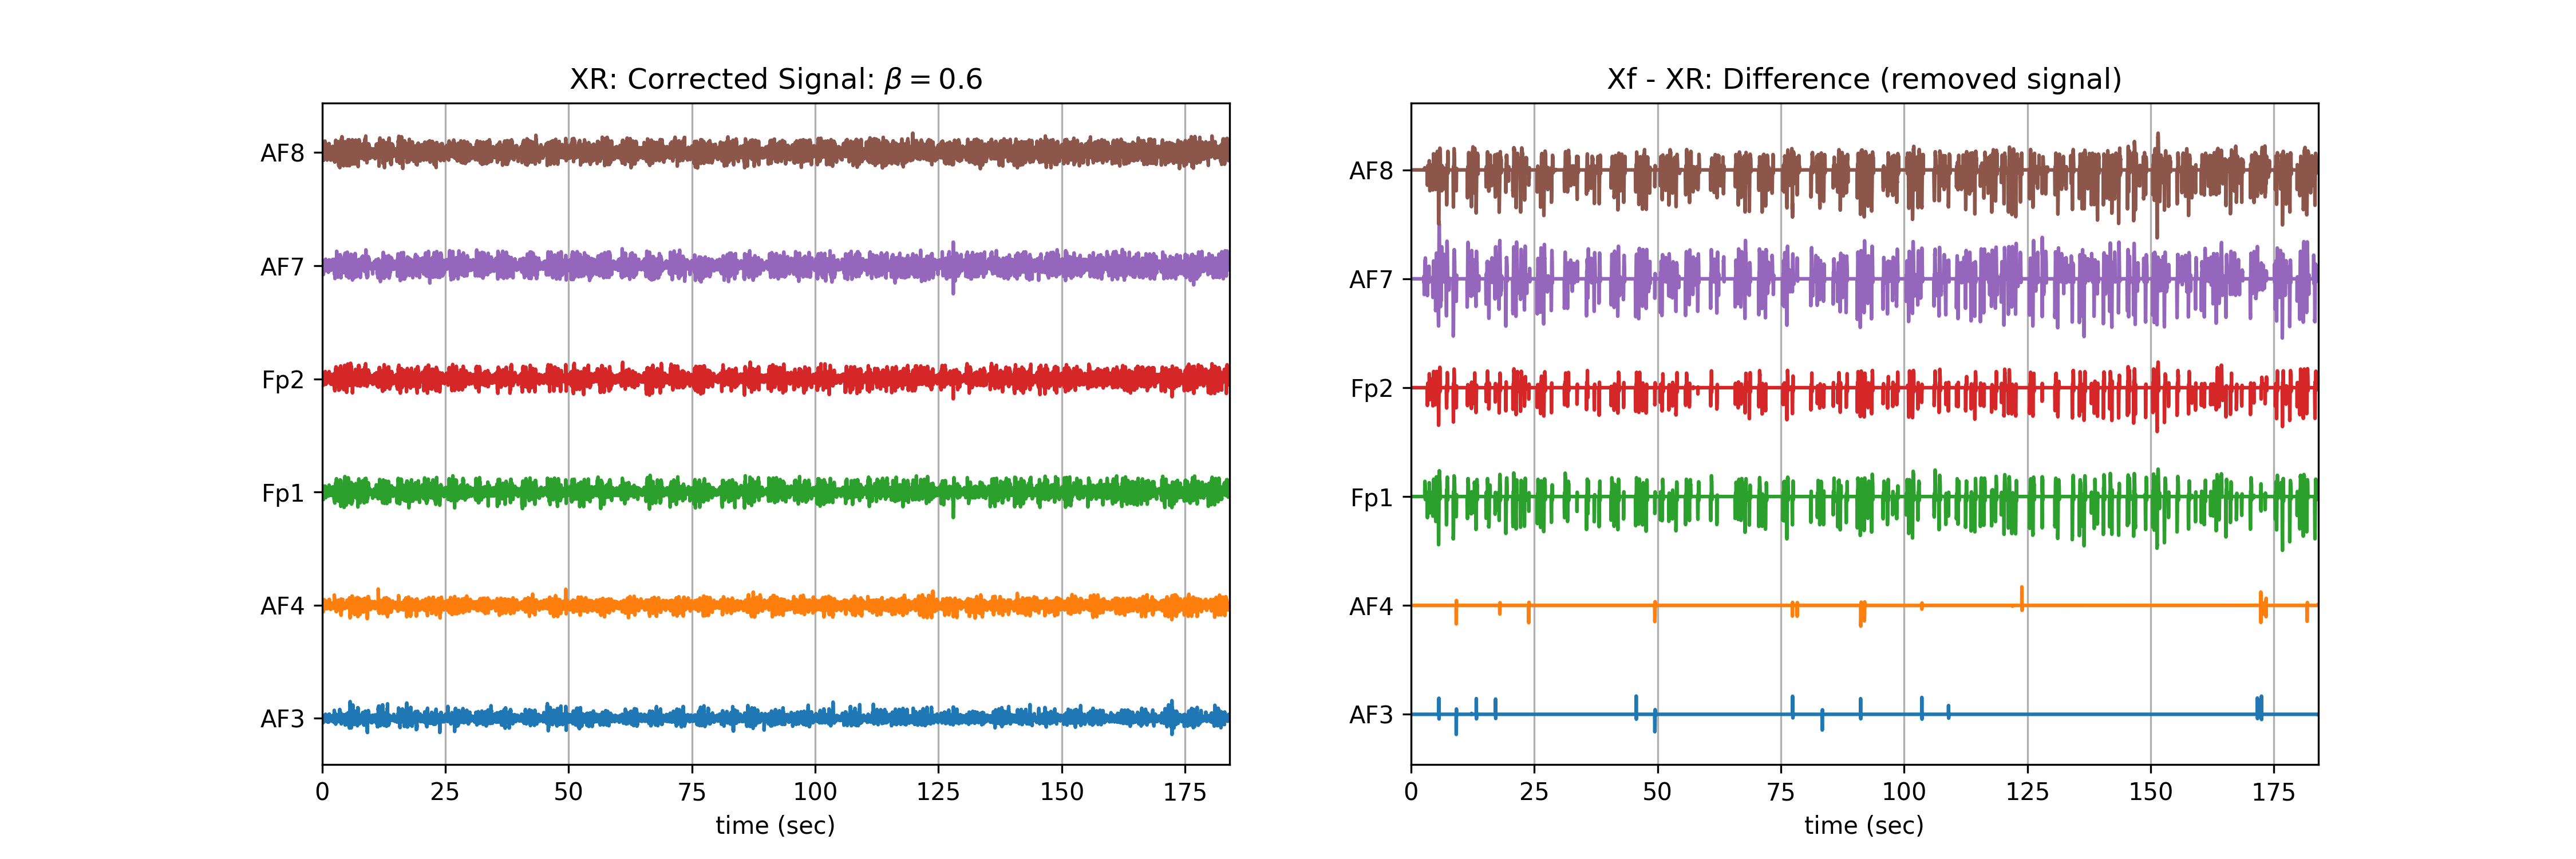 XR: Corrected Signal: β = 0.6
AF8
AF7
Fp2
Fp1
AF4
AF3
0 25 50 75 100 125 150 175
time (sec)
Xf - XR: Difference (removed signal)
AF8
AF7
Fp2
Fp1
AF4
AF3
0 25 50 75 100 125 150 175
time (sec)